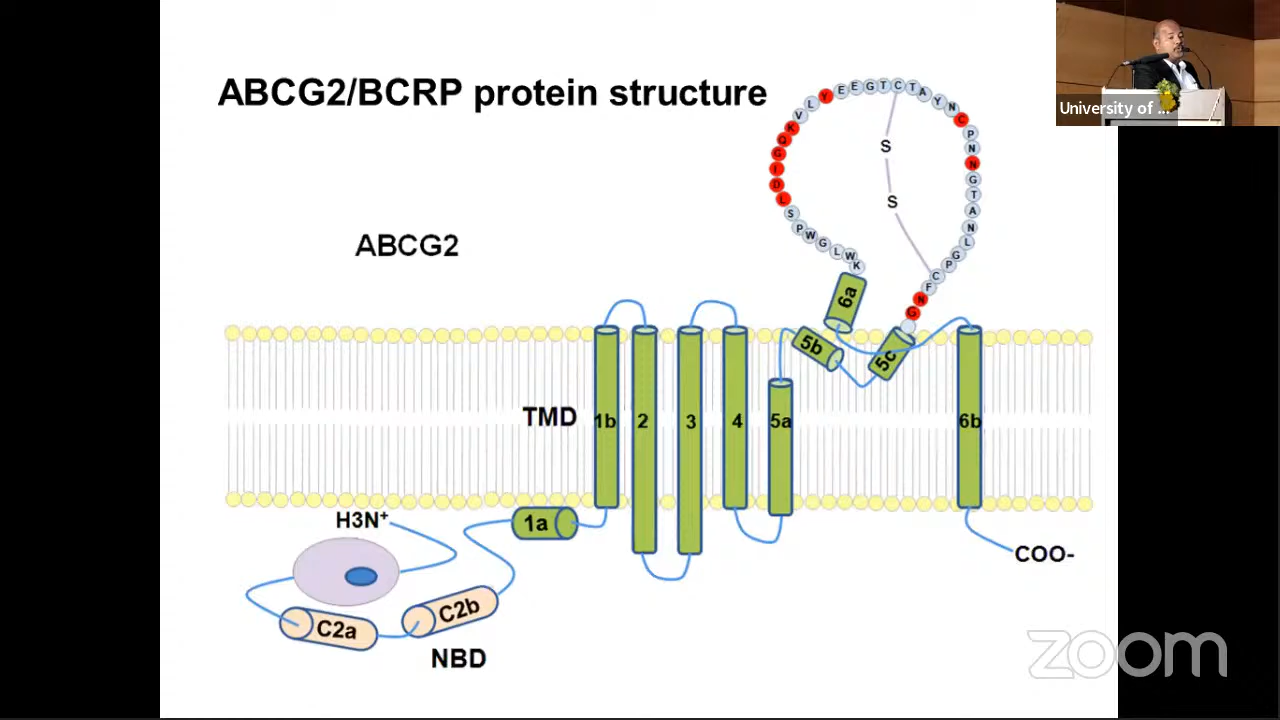 ABCG2/BCRP protein structure
University of ...
ABCG2
K W L G W P S L D I G Q K V L Y E E G T C T A Y N C P N N G T A N L G P C F N G
S
S
6a
5b
5c
TMD
1b
2
3
4
5a
6b
H3N+
1a
COO-
C2a
C2b
NBD
zoom